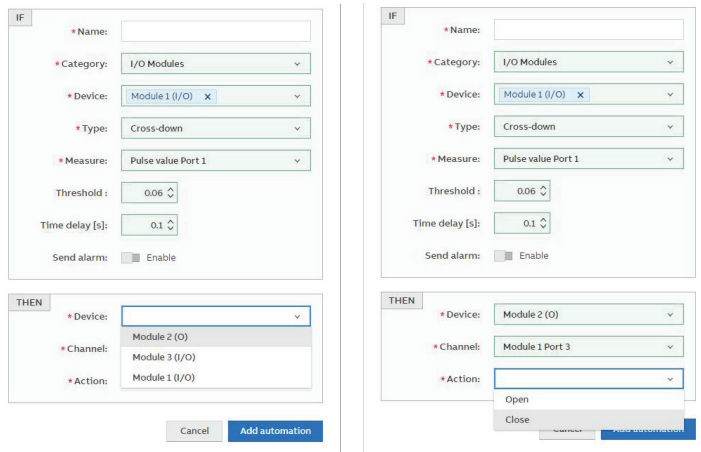 IF
* Name:
* Category: I/O Modules
* Device: Module 1 (I/O) x
* Type: Cross-down
* Measure: Pulse value Port 1
Threshold : 0.06
Time delay [s]: 0.1
Send alarm: Enable
THEN
* Device:
Module 2 (O)
* Channel:
Module 3 (I/O)
* Action:
Module 1 (I/O)
Cancel Add automation
IF
* Name:
* Category: I/O Modules
* Device: Module 1 (I/O) x
* Type: Cross-down
* Measure: Pulse value Port 1
Threshold : 0.06
Time delay [s]: 0.1
Send alarm: Enable
THEN
* Device: Module 2 (O)
* Channel: Module 1 Port 3
* Action:
Open
Close
Cancel Add automation